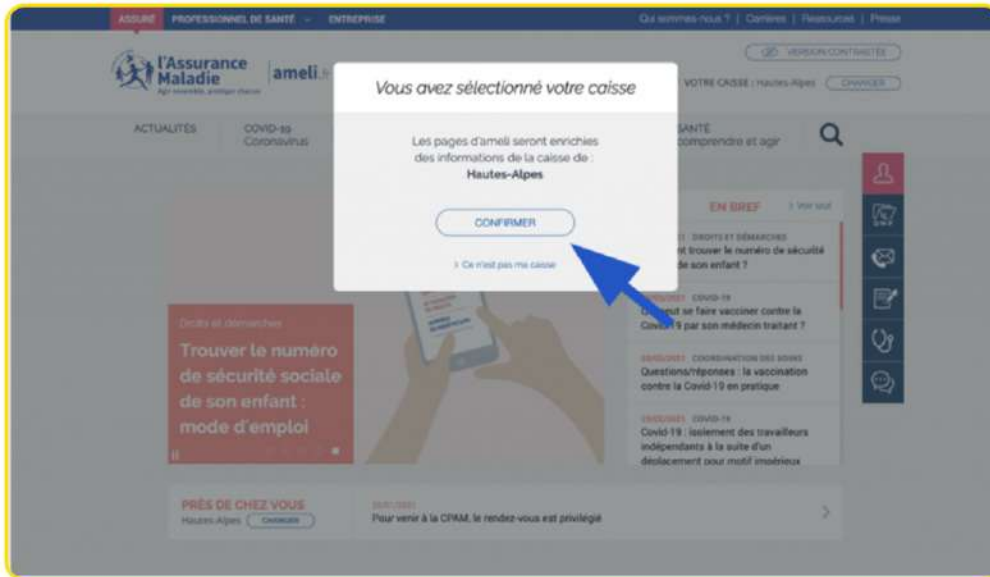 ASSURÉ PROFESSIONNEL DE SANTÉ ENTREPRISE Qui sommes-nous ? | Carrières | Ressources | Presse
VERSION CONTRASTÉE
l'Assurance
Maladie
Agir ensemble, protéger chacun
ameli.fr
VOTRE CAISSE : Hautes-Alpes CHANGER
Vous avez sélectionné votre caisse
Les pages d'ameli seront enrichies
des informations de la caisse de :
Hautes-Alpes
CONFIRMER
> Ce n'est pas ma caisse
ACTUALITÉS
COVID-19
Coronavirus
SANTÉ
comprendre et agir
EN BREF > Voir tout
DROITS ET DÉMARCHES
trouver le numéro de sécurité
de son enfant ?
COVID-19
se faire vacciner contre la
Covid-19 par son médecin traitant ?
COORDINATION DES SOINS
Questions/réponses : la vaccination
contre la Covid-19 en pratique
COVID-19
Covid-19 : isolement des travailleurs
indépendants à la suite d'un
déplacement pour motif impérieux
Droits et démarches
Trouver le numéro
de sécurité sociale
de son enfant :
mode d'emploi
PRÈS DE CHEZ VOUS
Hautes-Alpes CHANGER
Pour venir à la CPAM, le rendez-vous est privilégié